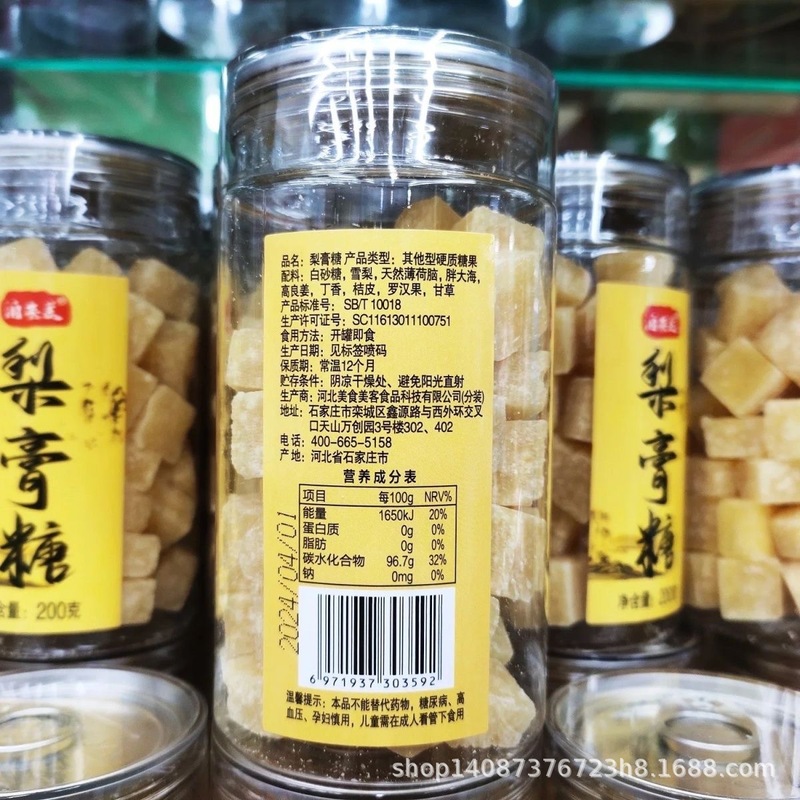 品名：梨膏糖 产品类型：其他型硬质糖果
配料：白砂糖，雪梨，天然薄荷脑，胖大海，
高良姜，丁香，桔皮，罗汉果，甘草
产品标准号：SB/T 10018
生产许可证号：SC11613011100751
食用方法：开罐即食
生产日期：见标签喷码
保质期：常温12个月
贮存条件：阴凉干燥处、避免阳光直射
生产商：河北美食美客食品科技有限公司(分装)
地址：石家庄市栾城区鑫源路与西外环交叉
口天山万创园3号楼302、402
电话：400-665-5158
产地：河北省石家庄市
营养成分表
项目 每100g NRV%
能量 1650kJ 20%
蛋白质 0g 0%
脂肪 0g 0%
碳水化合物 96.7g 32%
钠 0mg 0%
2024/04/01
6 971937 303592
温馨提示：本品不能替代药物，糖尿病、高
血压、孕妇慎用，儿童需在成人看管下食用
梨膏糖
含量：200克
梨膏糖
净含量：200
shop14087376723h8.1688.com